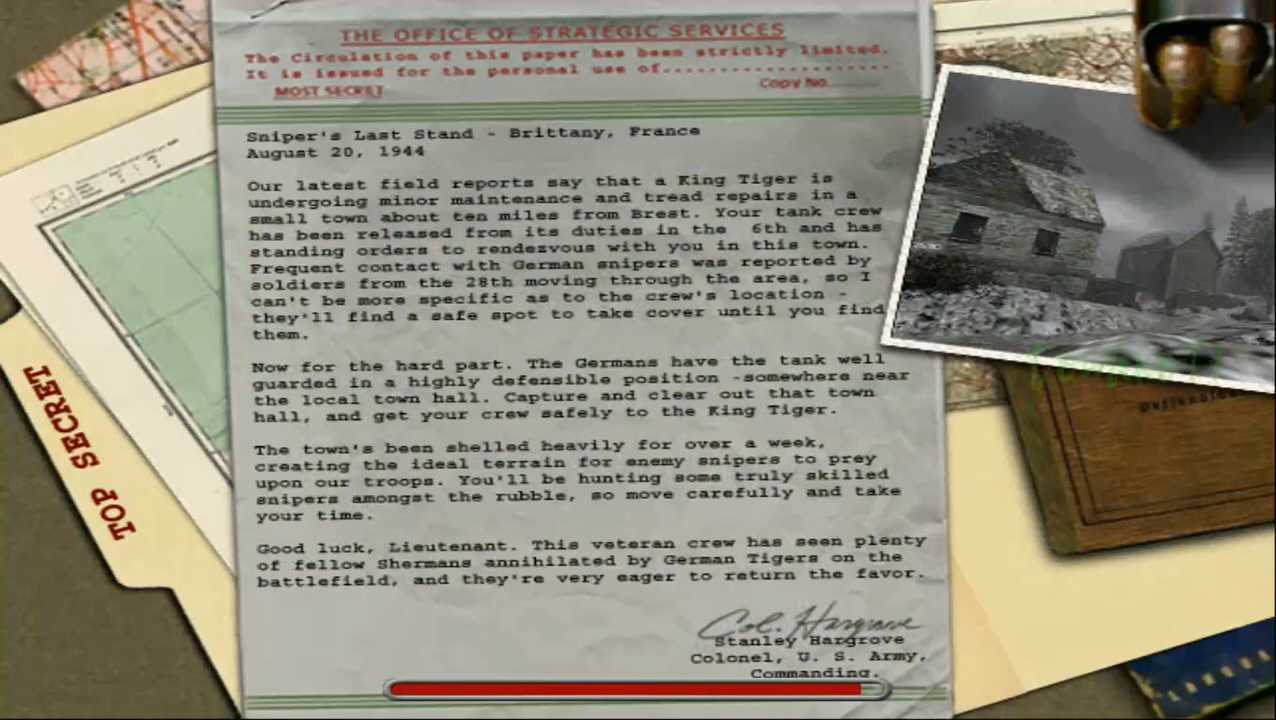 THE OFFICE OF STRATEGIC SERVICES
The Circulation of this paper has been strictly limited.
It is issued for the personal use of......................
MOST SECRET
Copy No.........
Sniper's Last Stand - Brittany, France
August 20, 1944
Our latest field reports say that a King Tiger is
undergoing minor maintenance and tread repairs in a
small town about ten miles from Brest. Your tank crew
has been released from its duties in the  6th and has
standing orders to rendezvous with you in this town.
Frequent contact with German snipers was reported by
soldiers from the 28th moving through the area, so I
can't be more specific as to the crew's location -
they'll find a safe spot to take cover until you find
them.
Now for the hard part. The Germans have the tank well
guarded in a highly defensible position -somewhere near
the local town hall. Capture and clear out that town
hall, and get your crew safely to the King Tiger.
The town's been shelled heavily for over a week,
creating the ideal terrain for enemy snipers to prey
upon our troops. You'll be hunting some truly skilled
snipers amongst the rubble, so move carefully and take
your time.
Good luck, Lieutenant. This veteran crew has seen plenty
of fellow Shermans annihilated by German Tigers on the
battlefield, and they're very eager to return the favor.
Col. Hargrove
Stanley Hargrove
Colonel, U. S. Army,
Commanding.
TOP SECRET